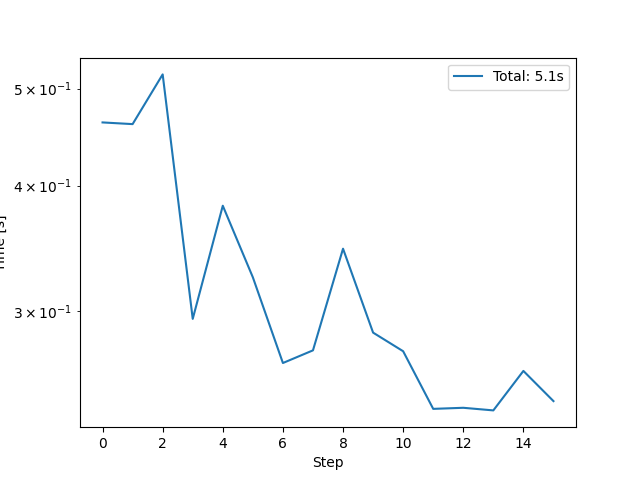 Total: 5.1s
5 × 10⁻¹
4 × 10⁻¹
3 × 10⁻¹
Time [s]
0 2 4 6 8 10 12 14
Step